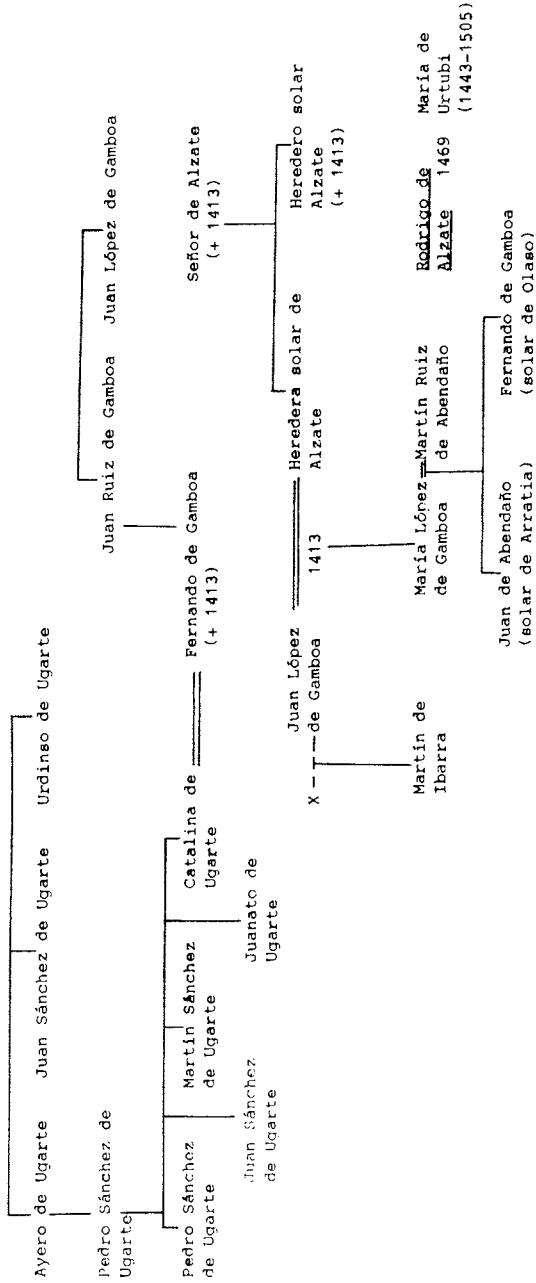 Ayero de Ugarte Juan Sánchez de Ugarte Urdinso de Ugarte
Juan Ruiz de Gamboa Juan López de Gamboa
Pedro Sánchez de
Ugarte
Pedro Sánchez
de Ugarte
Juan Sánchez
de Ugarte
Martín Sánchez
de Ugarte
Juanato de
Ugarte
Catalina de
Ugarte
Fernando de Gamboa
(+ 1413)
Señor de Alzate
(+ 1413)
X
Juan López
de Gamboa
1413
Heredera solar de
Alzate
Heredero solar
Alzate
(+ 1413)
Martín de
Ibarra
María López
de Gamboa
Martín Ruiz
de Abendaño
Rodrigo de
Alzate
1469
María de
Urtubi
(1443-1505)
Juan de Abendaño
(solar de Arratia)
Fernando de Gamboa
(solar de Olaso)